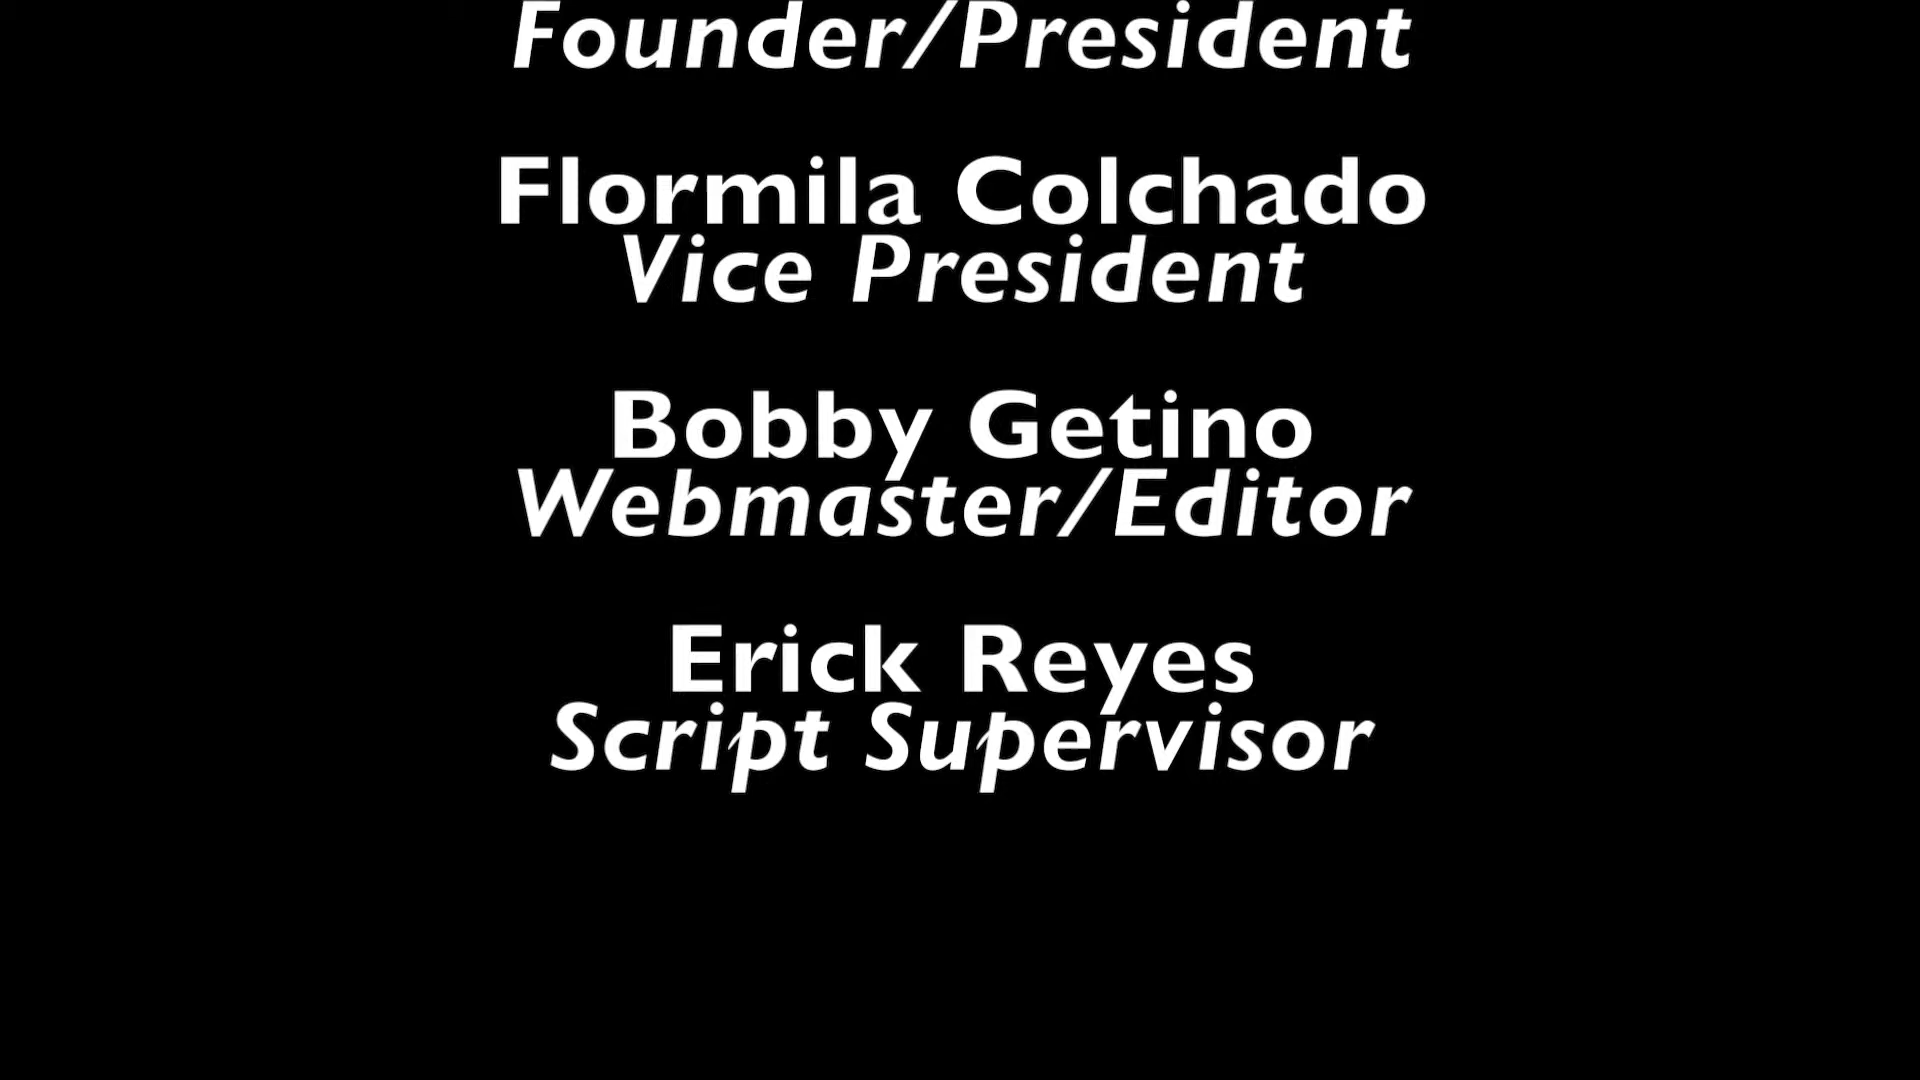 Founder/President
Flormila Colchado
Vice President
Bobby Getino
Webmaster/Editor
Erick Reyes
Script Supervisor